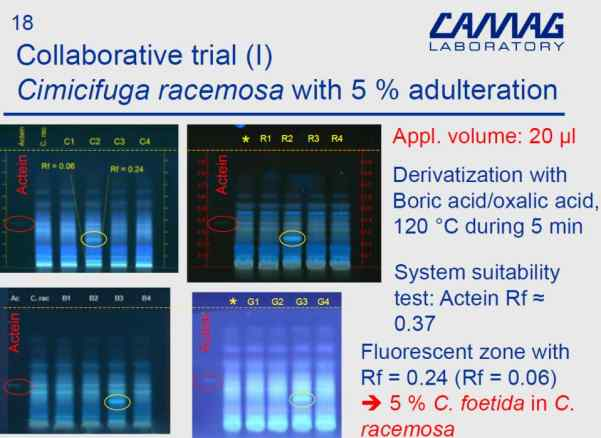 18
CAMAG
LABORATORY
Collaborative trial (I)
Cimicifuga racemosa with 5 % adulteration
Actein C. rac C1 C2 C3 C4
Rf = 0.06 Rf = 0.24
Actein
* R1 R2 R3 R4
Actein
Ac C. rac B1 B2 B3 B4
Actein
* G1 G2 G3 G4
Actein
Appl. volume: 20 µl
Derivatization with
Boric acid/oxalic acid,
120 °C during 5 min
System suitability
test: Actein Rf ≈
0.37
Fluorescent zone with
Rf = 0.24 (Rf = 0.06)
➔ 5 % C. foetida in C.
racemosa